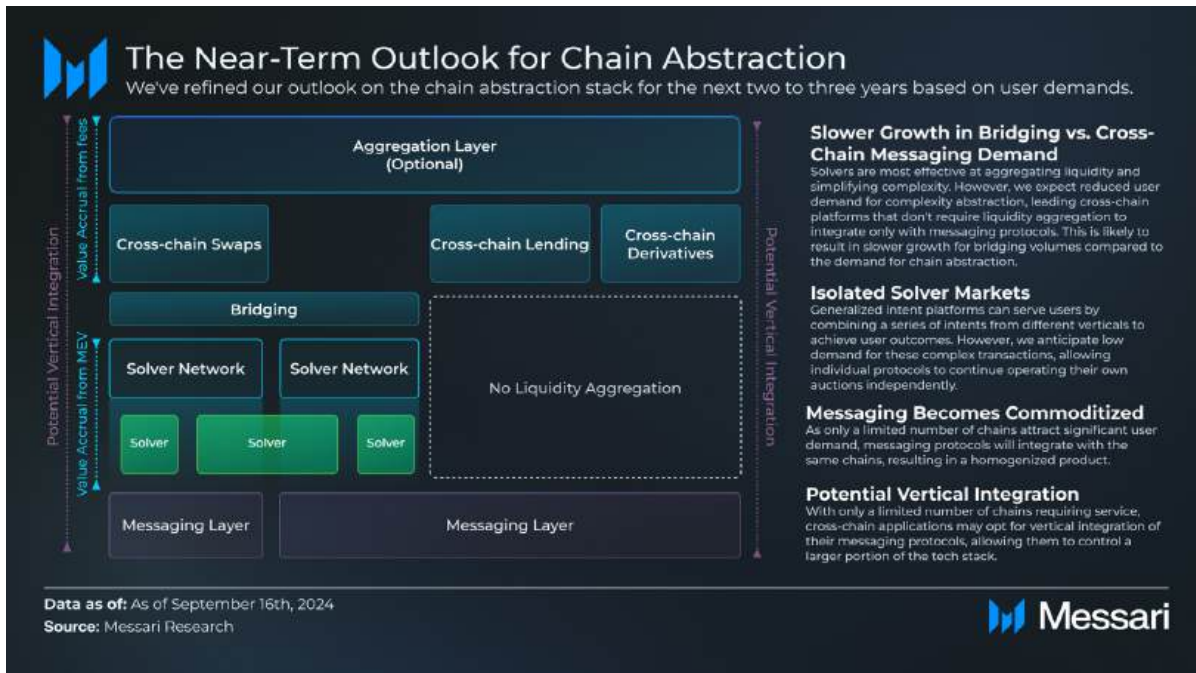 The Near-Term Outlook for Chain Abstraction
We've refined our outlook on the chain abstraction stack for the next two to three years based on user demands.
Potential Vertical Integration
Value Accrual from fees
Value Accrual from MEV
Aggregation Layer
(Optional)
Cross-chain Swaps
Cross-chain Lending
Cross-chain
Derivatives
Bridging
Solver Network
Solver Network
No Liquidity Aggregation
Solver
Solver
Solver
Messaging Layer
Messaging Layer
Potential Vertical Integration
Slower Growth in Bridging vs. Cross-
Chain Messaging Demand
Solvers are most effective at aggregating liquidity and
simplifying complexity. However, we expect reduced user
demand for complexity abstraction, leading cross-chain
platforms that don't require liquidity aggregation to
integrate only with messaging protocols. This is likely to
result in slower growth for bridging volumes compared to
the demand for chain abstraction.
Isolated Solver Markets
Generalized intent platforms can serve users by
combining a series of intents from different verticals to
achieve user outcomes. However, we anticipate low
demand for these complex transactions, allowing
individual protocols to continue operating their own
auctions independently.
Messaging Becomes Commoditized
As only a limited number of chains attract significant user
demand, messaging protocols will integrate with the
same chains, resulting in a homogenized product.
Potential Vertical Integration
With only a limited number of chains requiring service,
cross-chain applications may opt for vertical integration of
their messaging protocols, allowing them to control a
larger portion of the tech stack.
Data as of: As of September 16th, 2024
Source: Messari Research
Messari